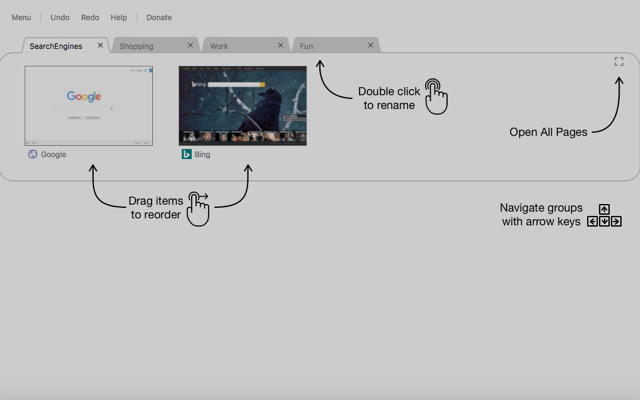 Menu Undo Redo Help Donate
SearchEngines Shopping Work Fun
Google
bing
Google
Bing
Double click
to rename
Open All Pages
Drag items
to reorder
Navigate groups
with arrow keys